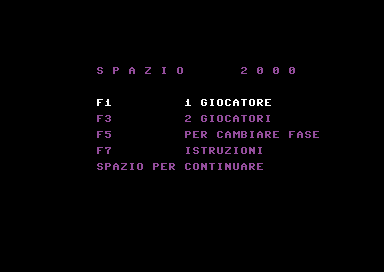 S P A Z I O 2 0 0 0
F1 1 GIOCATORE
F3 2 GIOCATORI
F5 PER CAMBIARE FASE
F7 ISTRUZIONI
SPAZIO PER CONTINUARE